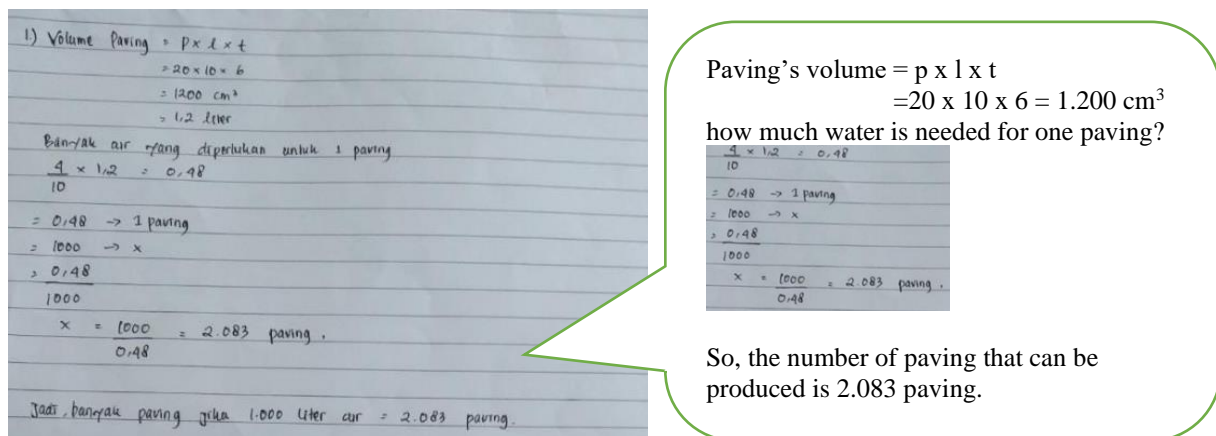 1.) Volume Paving = p x l x t
= 20 x 10 x 6
= 1200 cm³
= 1,2 liter
Banyak air yang diperlukan untuk 1 paving
4/10 x 1,2 = 0,48
= 0,48 → 1 paving
= 1000 → x
= 0,48/1000
x = 1000/0,48 = 2.083 paving.
Jadi, banyak paving jika 1.000 liter air = 2.083 paving.
Paving's volume = p x l x t
=20 x 10 x 6 = 1.200 cm³
how much water is needed for one paving?
4/10 x 1,2 = 0,48
= 0,48 → 1 paving
= 1000 → x
= 0,48/1000
x = 1000/0,48 = 2.083 paving.
So, the number of paving that can be
produced is 2.083 paving.